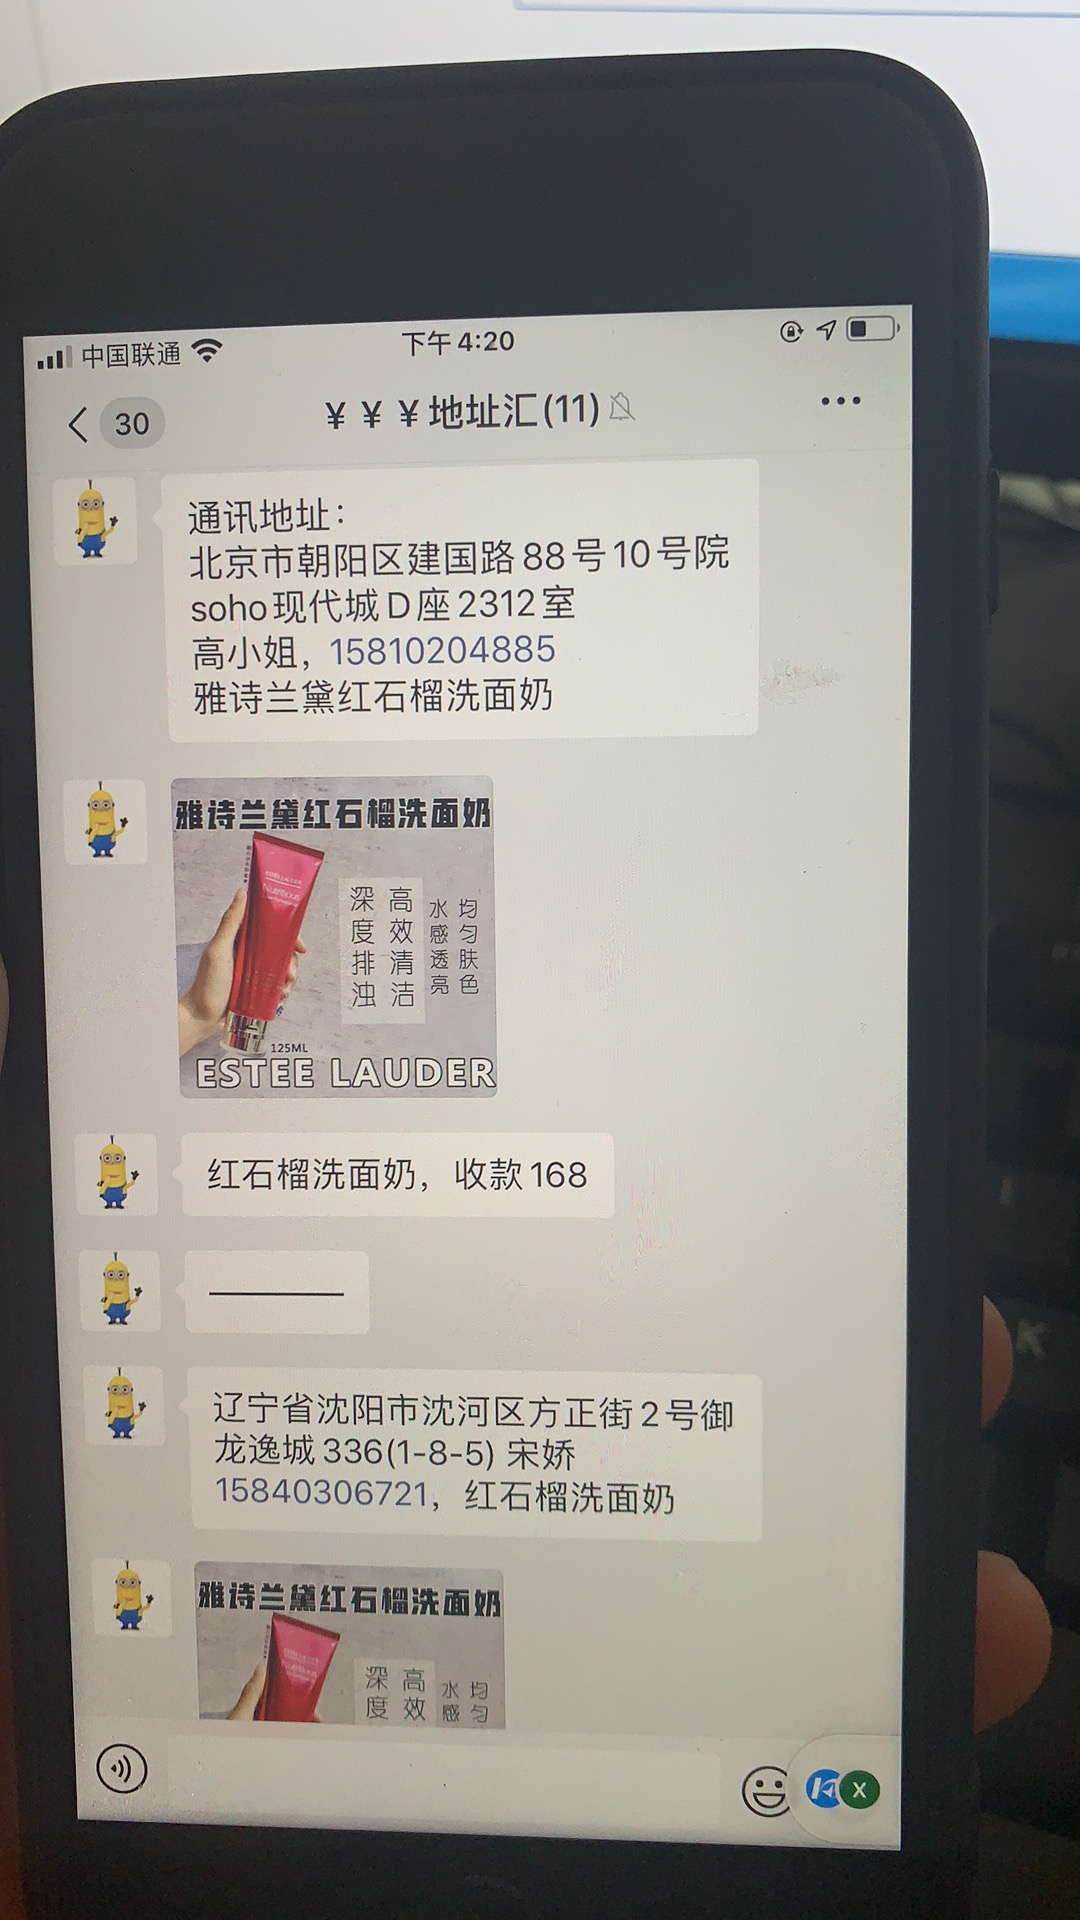 中国联通
下午4:20
30
¥ ¥ ¥地址汇(11)
通讯地址：
北京市朝阳区建国路88号10号院
soho现代城D座2312室
高小姐，15810204885
雅诗兰黛红石榴洗面奶
雅诗兰黛红石榴洗面奶
深度排浊
高效清洁
水感透亮
均匀肤色
Nutritious
125ML
ESTEE LAUDER
红石榴洗面奶，收款168
辽宁省沈阳市沈河区方正街2号御
龙逸城336(1-8-5) 宋娇
15840306721，红石榴洗面奶
雅诗兰黛红石榴洗面奶
深度
高效
水感
均匀
X
K